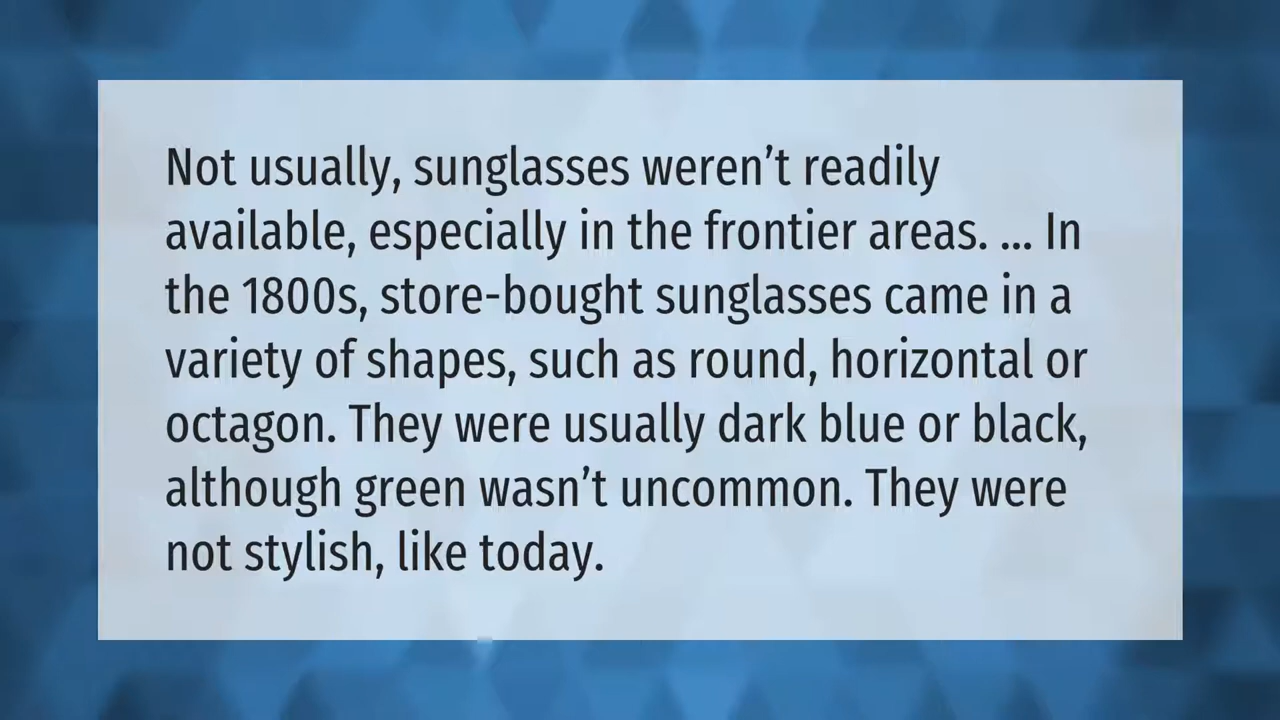 Not usually, sunglasses weren’t readily
available, especially in the frontier areas. ... In
the 1800s, store-bought sunglasses came in a
variety of shapes, such as round, horizontal or
octagon. They were usually dark blue or black,
although green wasn’t uncommon. They were
not stylish, like today.